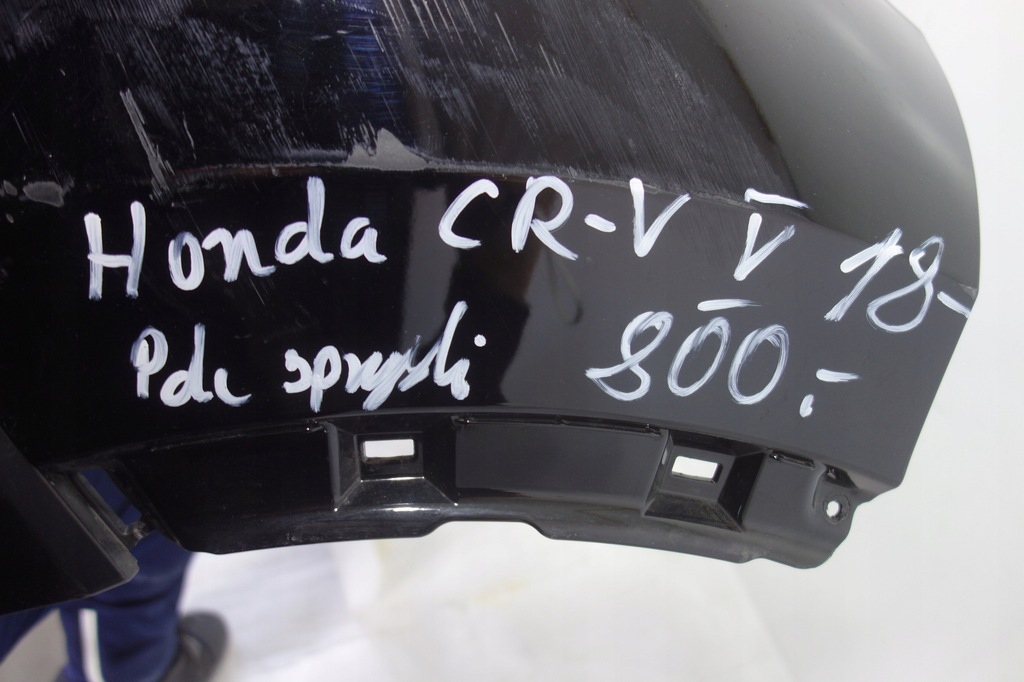 Honda CR-V V 18-
Pdc spryski 800.-